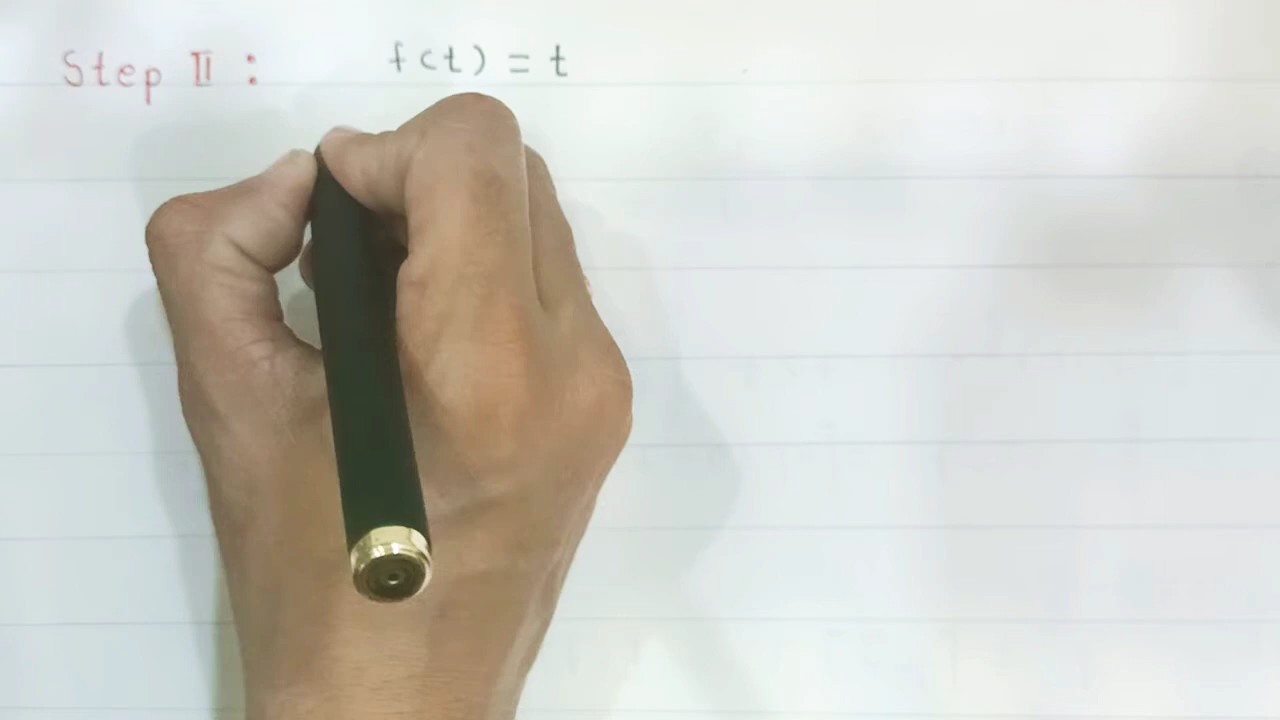 Step II : f(t) = t